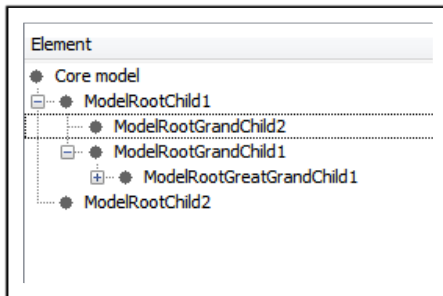 Element
Core model
ModelRootChild1
ModelRootGrandChild2
ModelRootGrandChild1
ModelRootGreatGrandChild1
ModelRootChild2